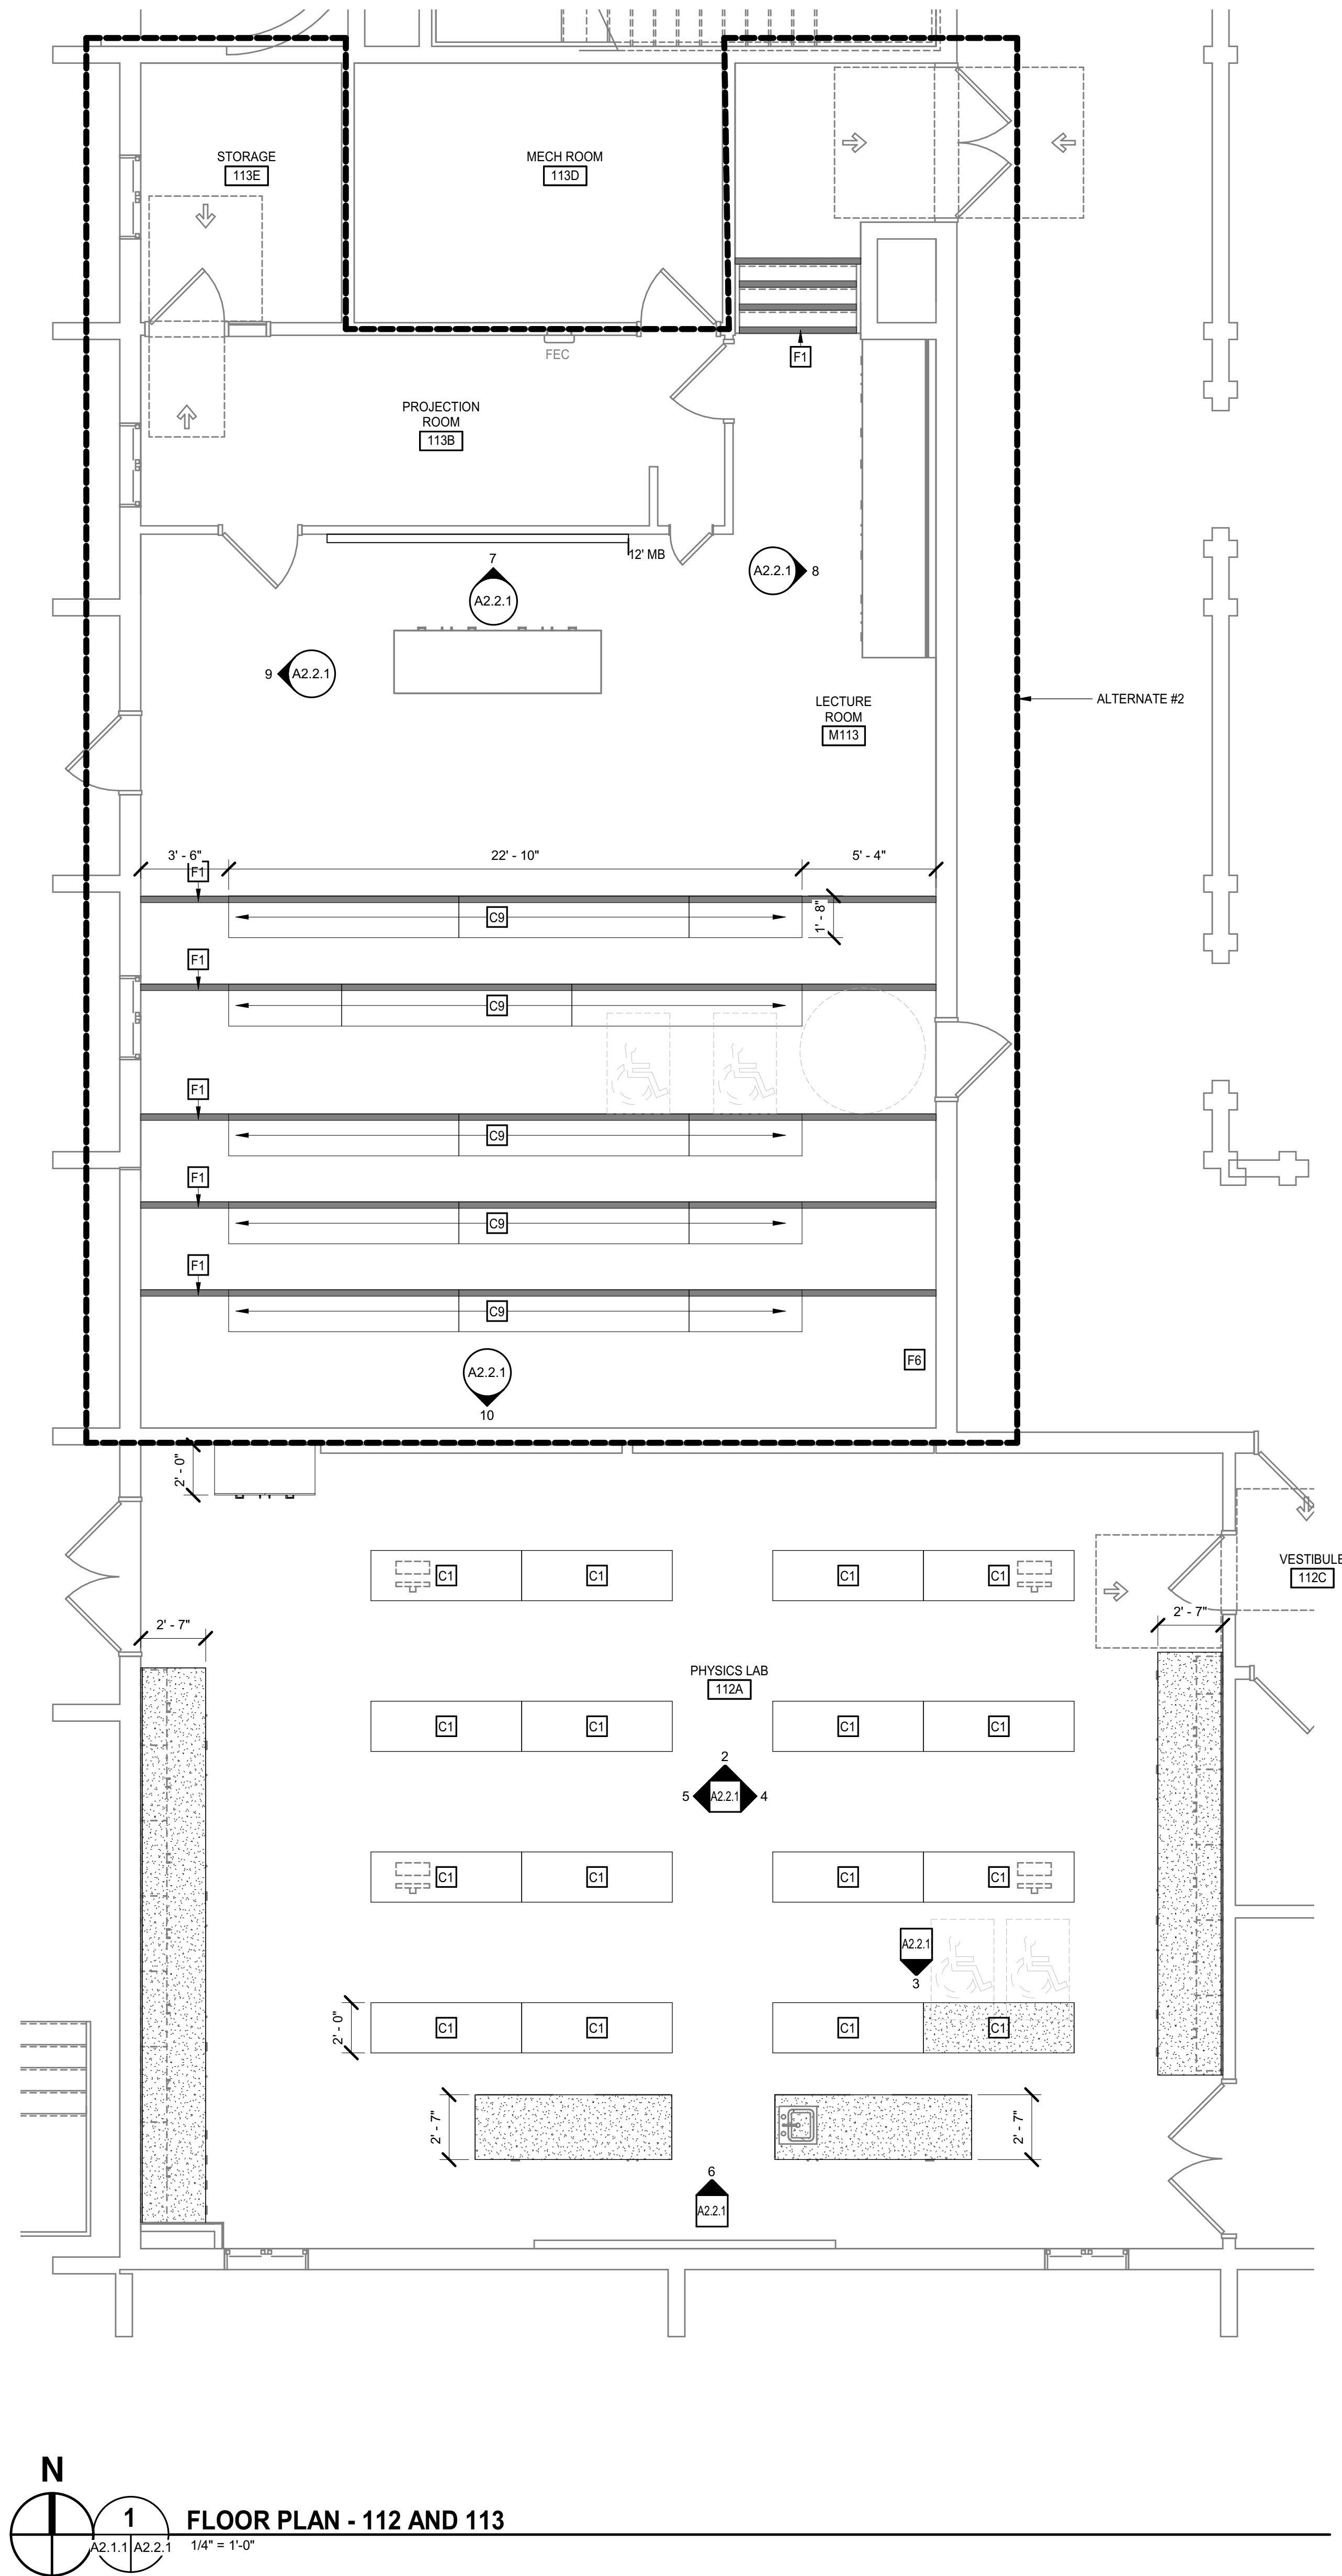 STORAGE
113E
MECH ROOM
113D
F1
FEC
PROJECTION
ROOM
113B
12' MB
7
A2.2.1
A2.2.1 8
9 A2.2.1
LECTURE
ROOM
M113
ALTERNATE #2
3' - 6"
22' - 10"
5' - 4"
F1
C9
1' - 8"
F1
C9
F1
C9
F1
C9
F1
C9
F6
A2.2.1
10
2' - 0"
VESTIBULE
112C
C1
C1
C1
C1
2' - 7"
2' - 7"
PHYSICS LAB
112A
C1
C1
C1
C1
2
5 A2.2.1 4
C1
C1
C1
C1
A2.2.1
3
2' - 0"
C1
C1
C1
C1
2' - 7"
2' - 7"
6
A2.2.1
N
1
A2.1.1 A2.2.1
FLOOR PLAN - 112 AND 113
1/4" = 1'-0"